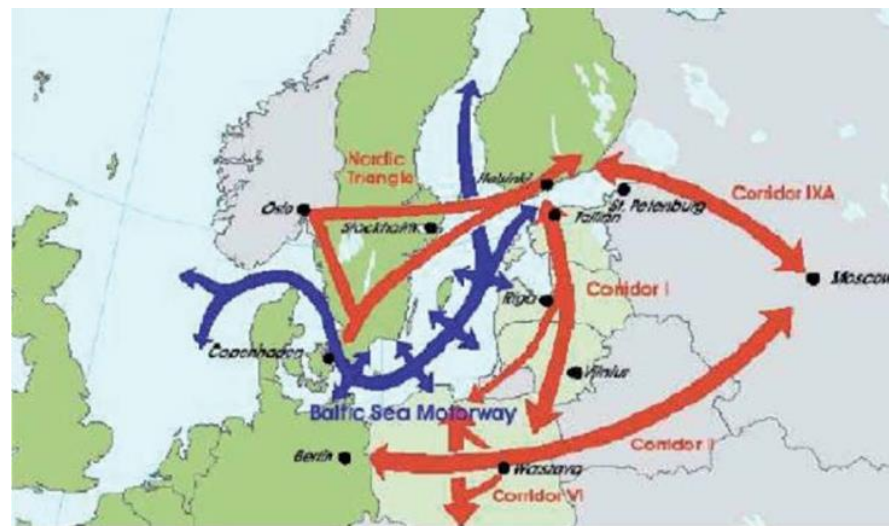 Nordic
Triangle
Helsinki
Corridor IXA
Oslo
St. Petersburg
Tallinn
Stockholm
Moscow
Corridor I
Riga
Copenhagen
Vilnius
Baltic Sea Motorway
Corridor II
Berlin
Warszava
Corridor VI